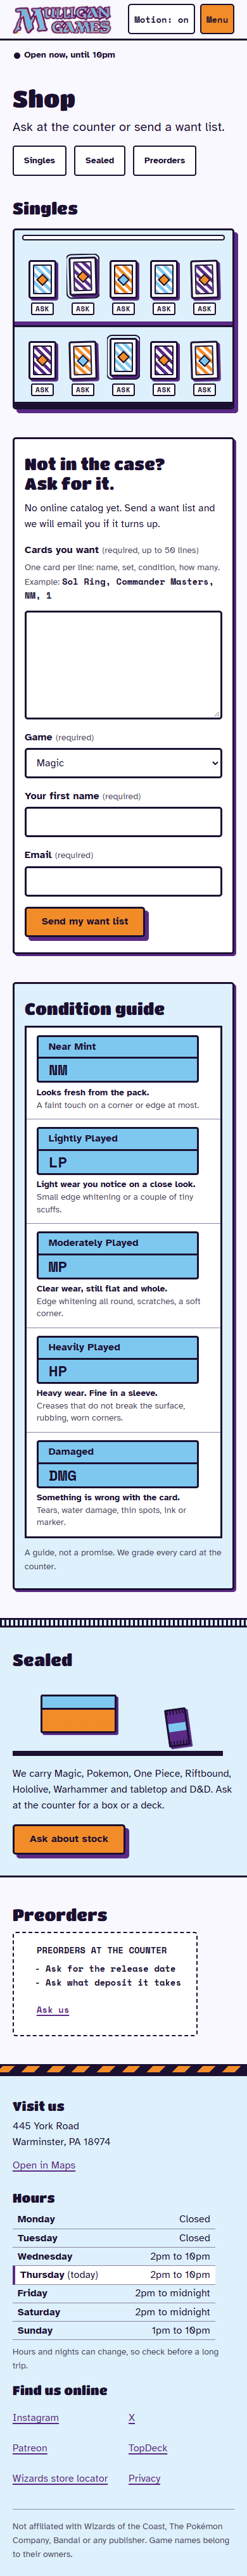 MULLIGAN
GAMES
Motion: on
Menu
Open now, until 10pm
Shop
Ask at the counter or send a want list.
Singles
Sealed
Preorders
Singles
ASK
ASK
ASK
ASK
ASK
ASK
ASK
ASK
ASK
ASK
Not in the case?
Ask for it.
No online catalog yet. Send a want list and
we will email you if it turns up.
Cards you want (required, up to 50 lines)
One card per line: name, set, condition, how many.
Example: Sol Ring, Commander Masters,
NM, 1
Game (required)
Magic
Your first name (required)
Email (required)
Send my want list
Condition guide
Near Mint
NM
Looks fresh from the pack.
A faint touch on a corner or edge at most.
Lightly Played
LP
Light wear you notice on a close look.
Small edge whitening or a couple of tiny
scuffs.
Moderately Played
MP
Clear wear, still flat and whole.
Edge whitening all round, scratches, a soft
corner.
Heavily Played
HP
Heavy wear. Fine in a sleeve.
Creases that do not break the surface,
rubbing, worn corners.
Damaged
DMG
Something is wrong with the card.
Tears, water damage, thin spots, ink or
marker.
A guide, not a promise. We grade every card at the
counter.
Sealed
We carry Magic, Pokemon, One Piece, Riftbound,
Hololive, Warhammer and tabletop and D&D. Ask
at the counter for a box or a deck.
Ask about stock
Preorders
PREORDERS AT THE COUNTER
- Ask for the release date
- Ask what deposit it takes
Ask us
Visit us
445 York Road
Warminster, PA 18974
Open in Maps
Hours
Monday Closed
Tuesday Closed
Wednesday 2pm to 10pm
Thursday (today) 2pm to 10pm
Friday 2pm to midnight
Saturday 2pm to midnight
Sunday 1pm to 10pm
Hours and nights can change, so check before a long
trip.
Find us online
Instagram X
Patreon TopDeck
Wizards store locator Privacy
Not affiliated with Wizards of the Coast, The Pokémon
Company, Bandai or any publisher. Game names belong
to their owners.